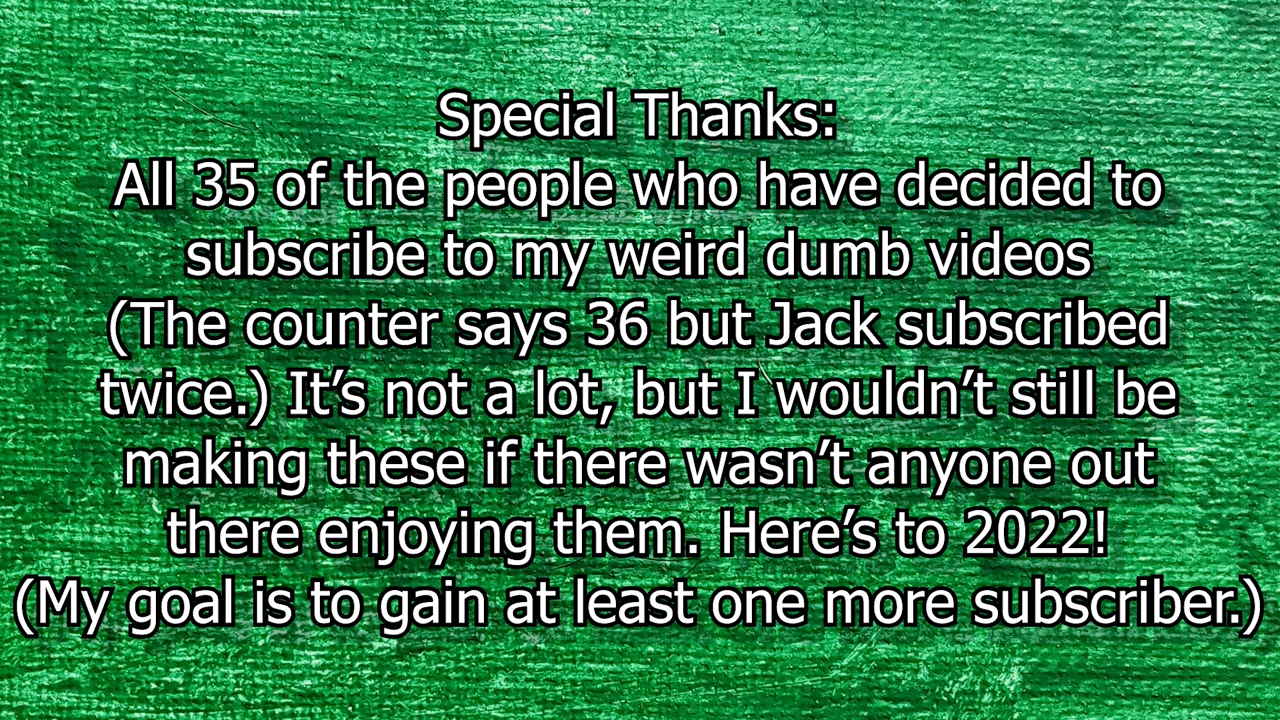 Special Thanks:
All 35 of the people who have decided to
subscribe to my weird dumb videos
(The counter says 36 but Jack subscribed
twice.) It’s not a lot, but I wouldn’t still be
making these if there wasn’t anyone out
there enjoying them. Here’s to 2022!
(My goal is to gain at least one more subscriber.)